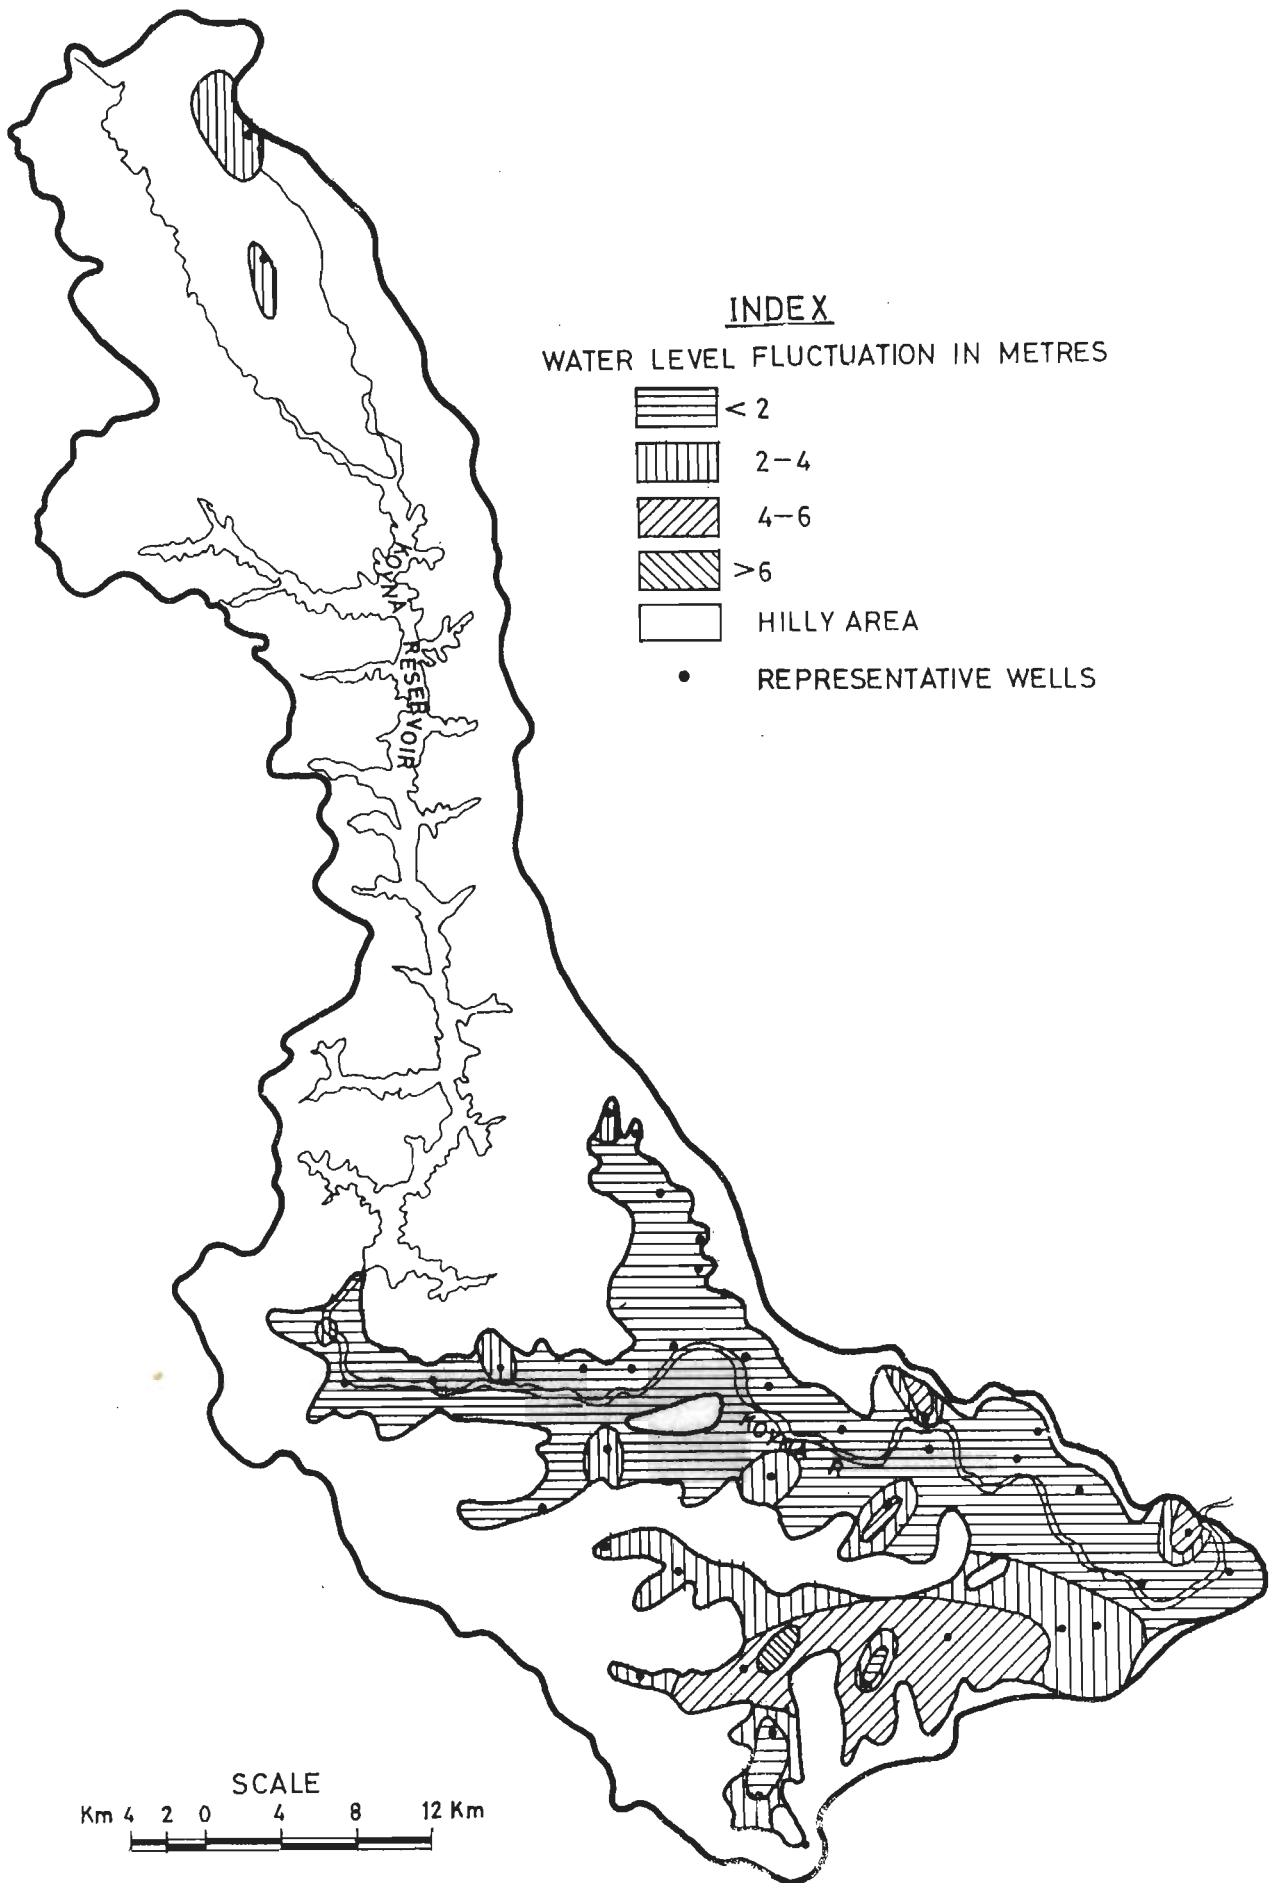 INDEX
WATER LEVEL FLUCTUATION IN METRES
< 2
2-4
4-6
>6
HILLY AREA
REPRESENTATIVE WELLS
KOYNA RESERVOIR
KOYNA R
SCALE
Km 4 2 0 4 8 12 Km